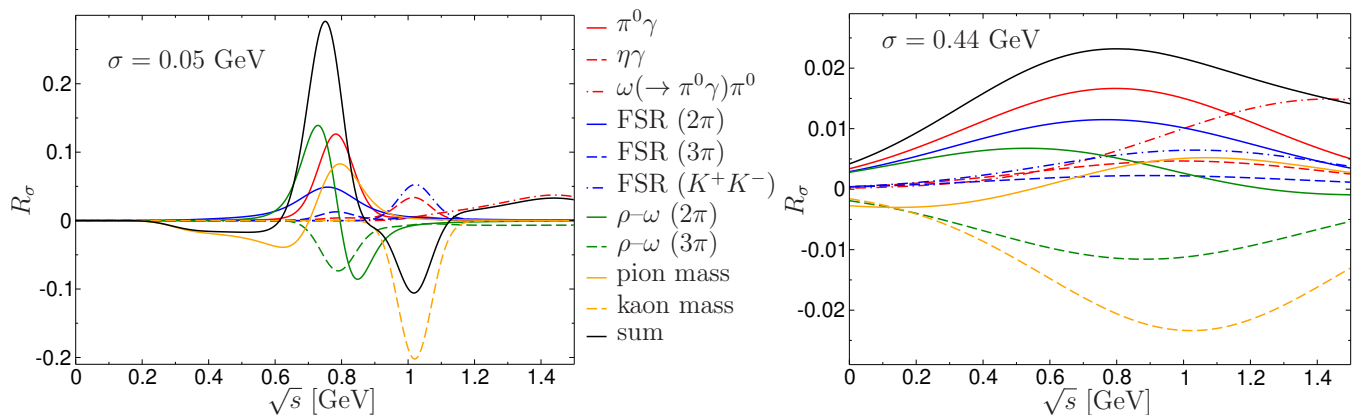 σ = 0.05 GeV
R_σ
0.2
0.1
0
-0.1
-0.2
0 0.2 0.4 0.6 0.8 1 1.2 1.4
√s [GeV]
π⁰γ
ηγ
ω(→ π⁰γ)π⁰
FSR (2π)
FSR (3π)
FSR (K⁺K⁻)
ρ–ω (2π)
ρ–ω (3π)
pion mass
kaon mass
sum
σ = 0.44 GeV
R_σ
0.02
0.01
0
-0.01
-0.02
0 0.2 0.4 0.6 0.8 1 1.2 1.4
√s [GeV]